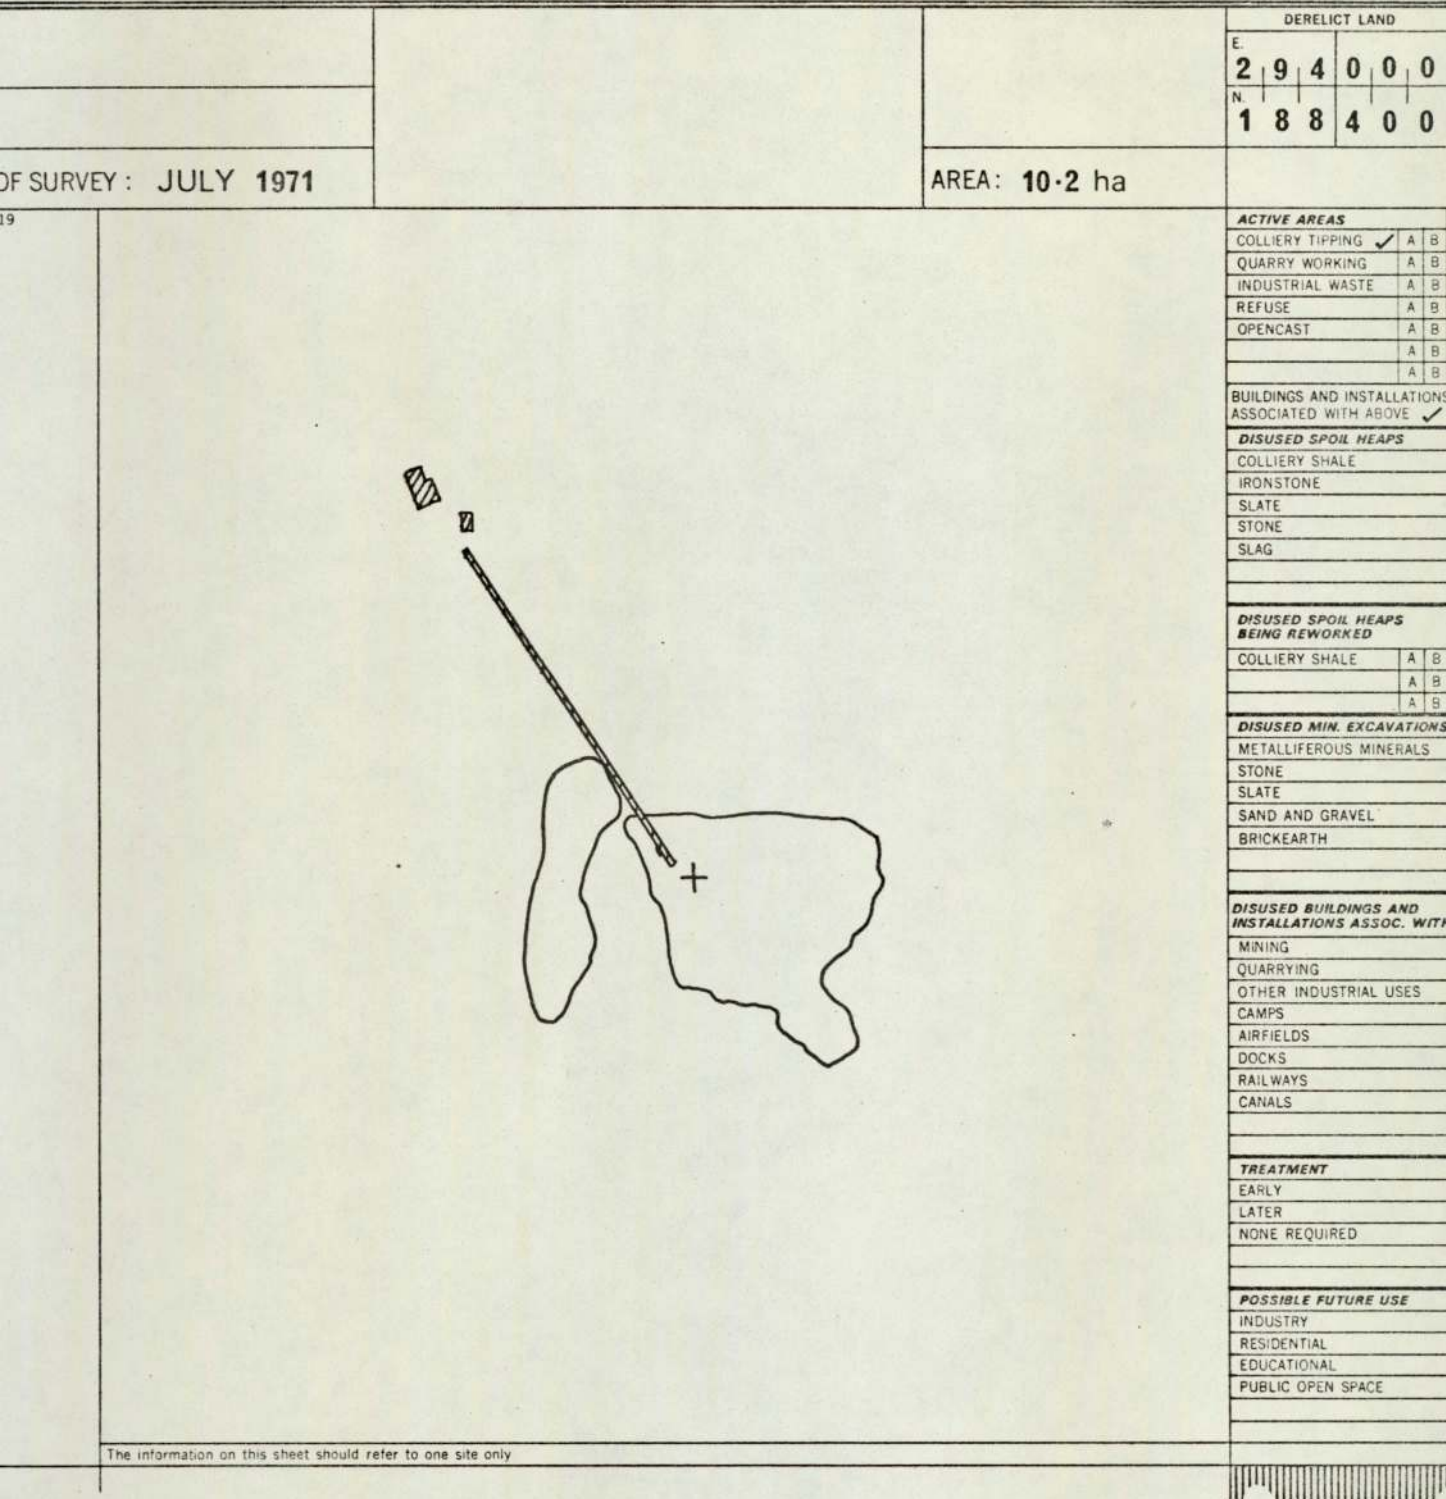 DERELICT LAND
E.
2 9 4 0 0 0
N.
1 8 8 4 0 0
OF SURVEY: JULY 1971
AREA: 10·2 ha
19
ACTIVE AREAS
COLLIERY TIPPING ✓ A B
QUARRY WORKING A B
INDUSTRIAL WASTE A B
REFUSE A B
OPENCAST A B
A B
A B
BUILDINGS AND INSTALLATIONS
ASSOCIATED WITH ABOVE ✓
DISUSED SPOIL HEAPS
COLLIERY SHALE
IRONSTONE
SLATE
STONE
SLAG
DISUSED SPOIL HEAPS
BEING REWORKED
COLLIERY SHALE A B
A B
A B
DISUSED MIN. EXCAVATIONS
METALLIFEROUS MINERALS
STONE
SLATE
SAND AND GRAVEL
BRICKEARTH
DISUSED BUILDINGS AND
INSTALLATIONS ASSOC. WITH
MINING
QUARRYING
OTHER INDUSTRIAL USES
CAMPS
AIRFIELDS
DOCKS
RAILWAYS
CANALS
TREATMENT
EARLY
LATER
NONE REQUIRED
POSSIBLE FUTURE USE
INDUSTRY
RESIDENTIAL
EDUCATIONAL
PUBLIC OPEN SPACE
The information on this sheet should refer to one site only